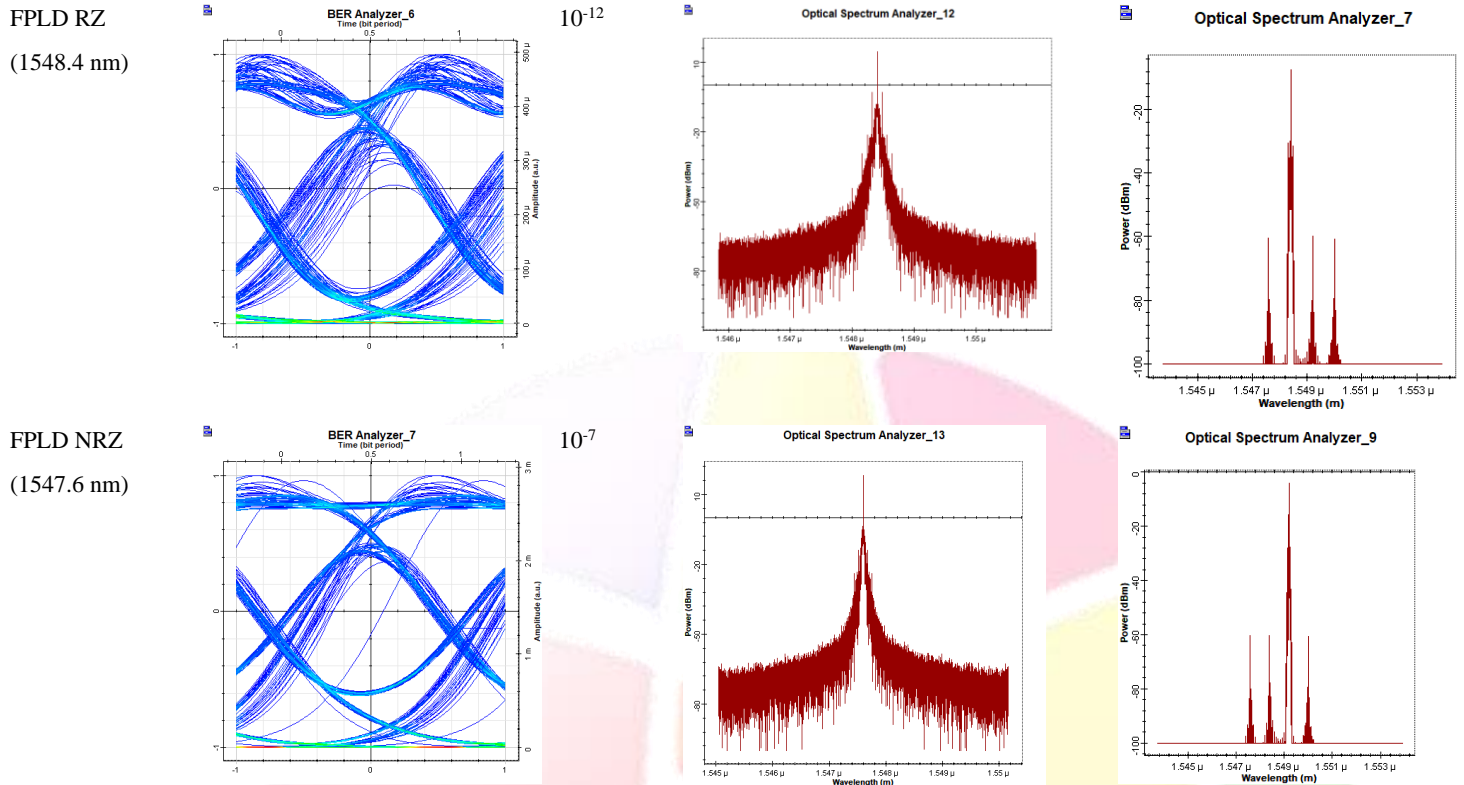 FPLD RZ
(1548.4 nm)
BER Analyzer_6
Time (bit period)
0 0.5 1
1
0
-1
-1 0 1
500 µ
400 µ
300 µ
200 µ
100 µ
0
Amplitude (a.u.)
10-12
Optical Spectrum Analyzer_12
Power (dBm)
10
-20
-50
-80
1.546 µ 1.547 µ 1.548 µ 1.549 µ 1.55 µ
Wavelength (m)
Optical Spectrum Analyzer_7
Power (dBm)
-20
-40
-60
-80
-100
1.545 µ 1.547 µ 1.549 µ 1.551 µ 1.553 µ
Wavelength (m)
FPLD NRZ
(1547.6 nm)
BER Analyzer_7
Time (bit period)
0 0.5 1
1
0
-1
-1 0 1
3 m
2 m
1 m
0
Amplitude (a.u.)
10-7
Optical Spectrum Analyzer_13
Power (dBm)
10
-20
-50
-80
1.545 µ 1.546 µ 1.547 µ 1.548 µ 1.549 µ 1.55 µ
Wavelength (m)
Optical Spectrum Analyzer_9
Power (dBm)
0
-20
-40
-60
-80
-100
1.545 µ 1.547 µ 1.549 µ 1.551 µ 1.553 µ
Wavelength (m)